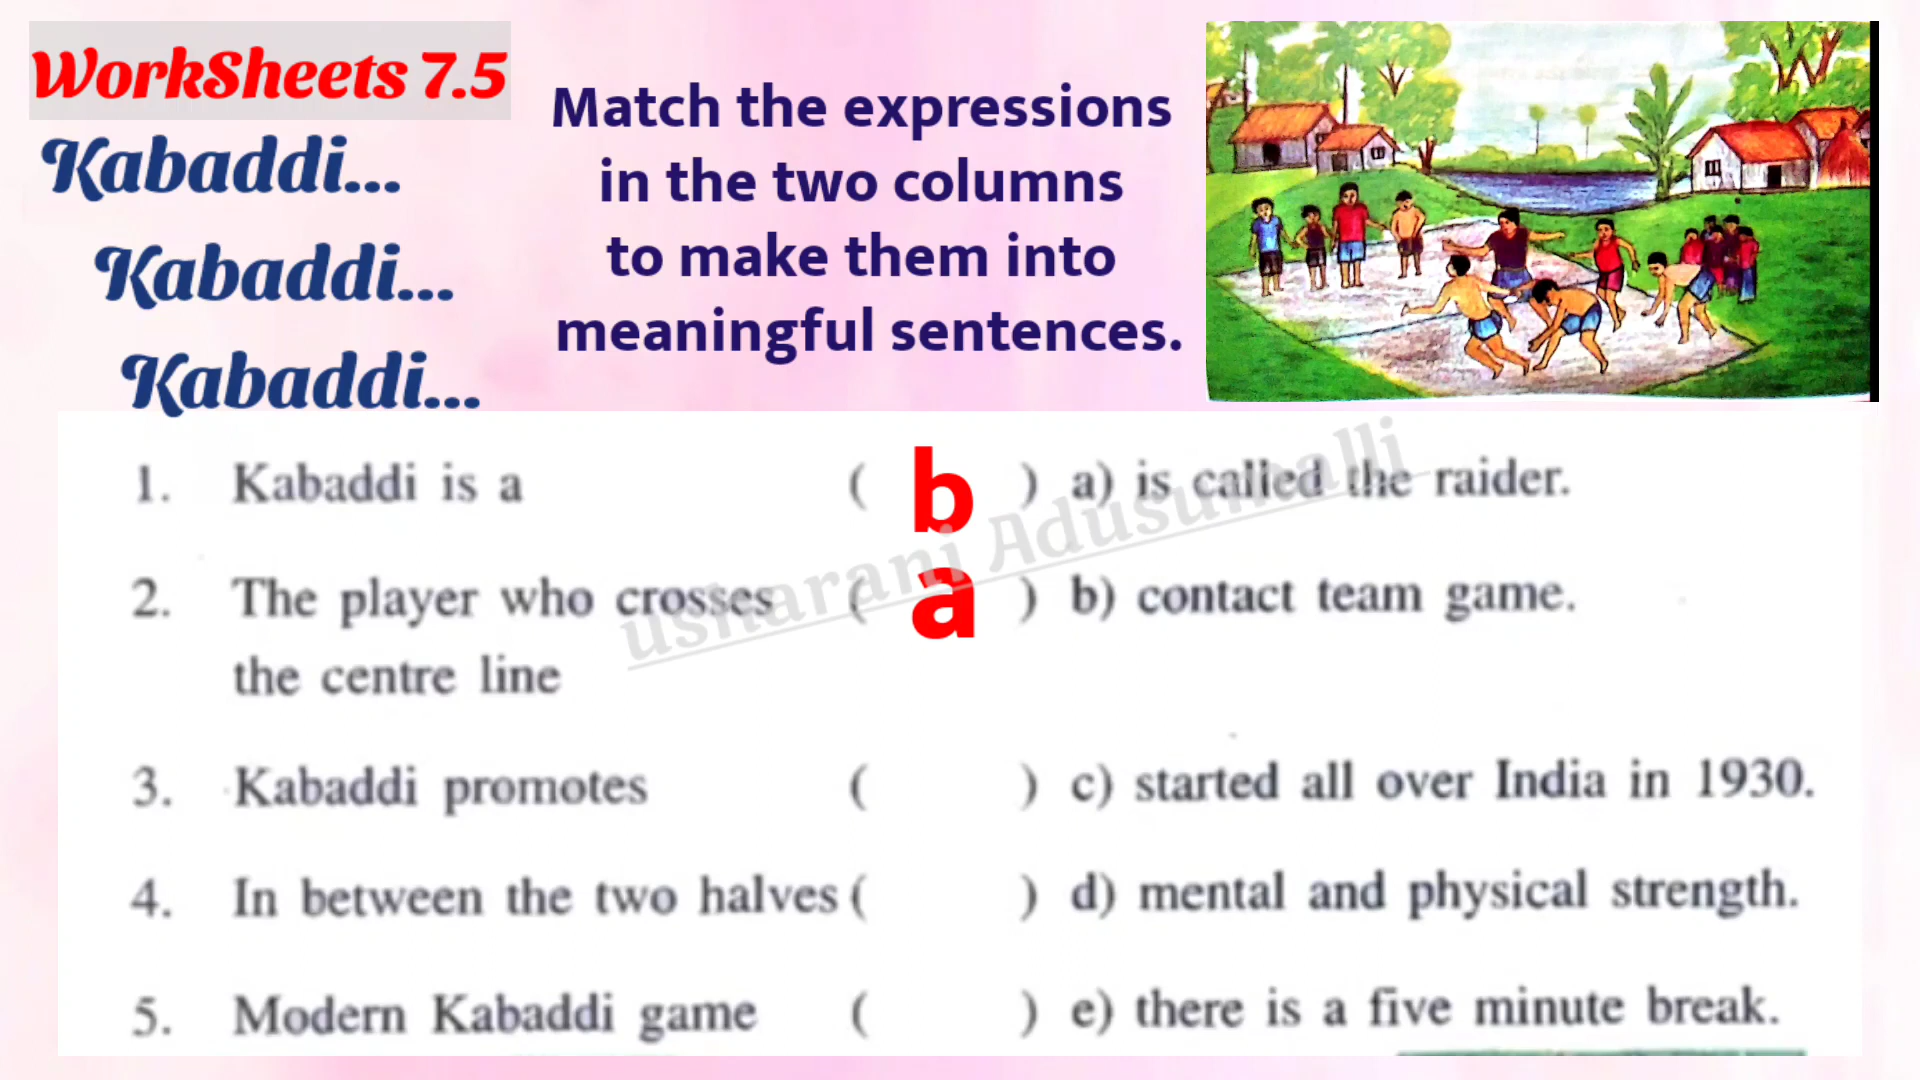 WorkSheets 7.5
Kabaddi...
Kabaddi...
Kabaddi...
Match the expressions
in the two columns
to make them into
meaningful sentences.
1. Kabaddi is a ( b ) a) is called the raider.
2. The player who crosses ( a ) b) contact team game.
the centre line
3. Kabaddi promotes ( ) c) started all over India in 1930.
4. In between the two halves ( ) d) mental and physical strength.
5. Modern Kabaddi game ( ) e) there is a five minute break.
usharani Adusumalli